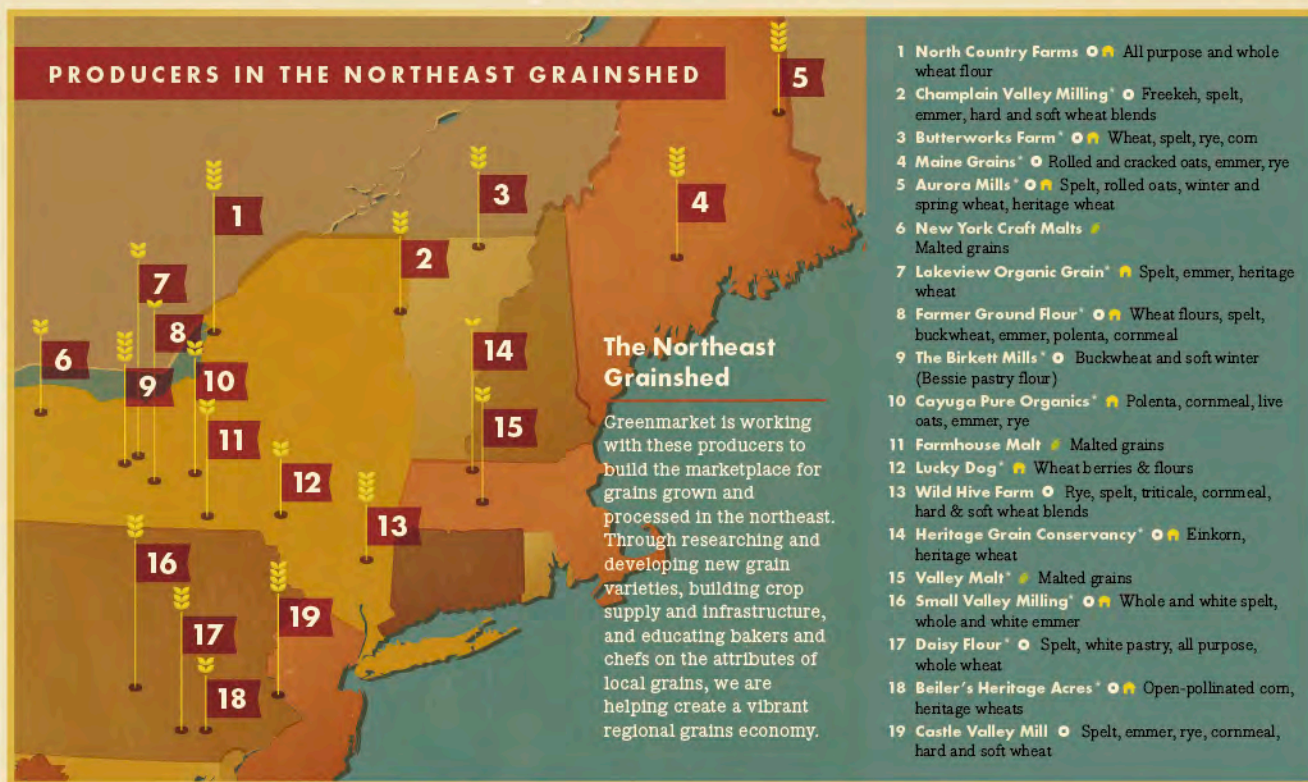 PRODUCERS IN THE NORTHEAST GRAINSHED
1
2
3
4
5
6
7
8
9
10
11
12
13
14
15
16
17
18
19
The Northeast
Grainshed
Greenmarket is working
with these producers to
build the marketplace for
grains grown and
processed in the northeast.
Through researching and
developing new grain
varieties, building crop
supply and infrastructure,
and educating bakers and
chefs on the attributes of
local grains, we are
helping create a vibrant
regional grains economy.
1 North Country Farms All purpose and whole
wheat flour
2 Champlain Valley Milling* Freekeh, spelt,
emmer, hard and soft wheat blends
3 Butterworks Farm* Wheat, spelt, rye, corn
4 Maine Grains* Rolled and cracked oats, emmer, rye
5 Aurora Mills* Spelt, rolled oats, winter and
spring wheat, heritage wheat
6 New York Craft Malts
Malted grains
7 Lakeview Organic Grain* Spelt, emmer, heritage
wheat
8 Farmer Ground Flour* Wheat flours, spelt,
buckwheat, emmer, polenta, cornmeal
9 The Birkett Mills* Buckwheat and soft winter
(Bessie pastry flour)
10 Cayuga Pure Organics* Polenta, cornmeal, live
oats, emmer, rye
11 Farmhouse Malt Malted grains
12 Lucky Dog* Wheat berries & flours
13 Wild Hive Farm Rye, spelt, triticale, cornmeal,
hard & soft wheat blends
14 Heritage Grain Conservancy* Einkorn,
heritage wheat
15 Valley Malt* Malted grains
16 Small Valley Milling* Whole and white spelt,
whole and white emmer
17 Daisy Flour* Spelt, white pastry, all purpose,
whole wheat
18 Beiler's Heritage Acres* Open-pollinated corn,
heritage wheats
19 Castle Valley Mill Spelt, emmer, rye, cornmeal,
hard and soft wheat